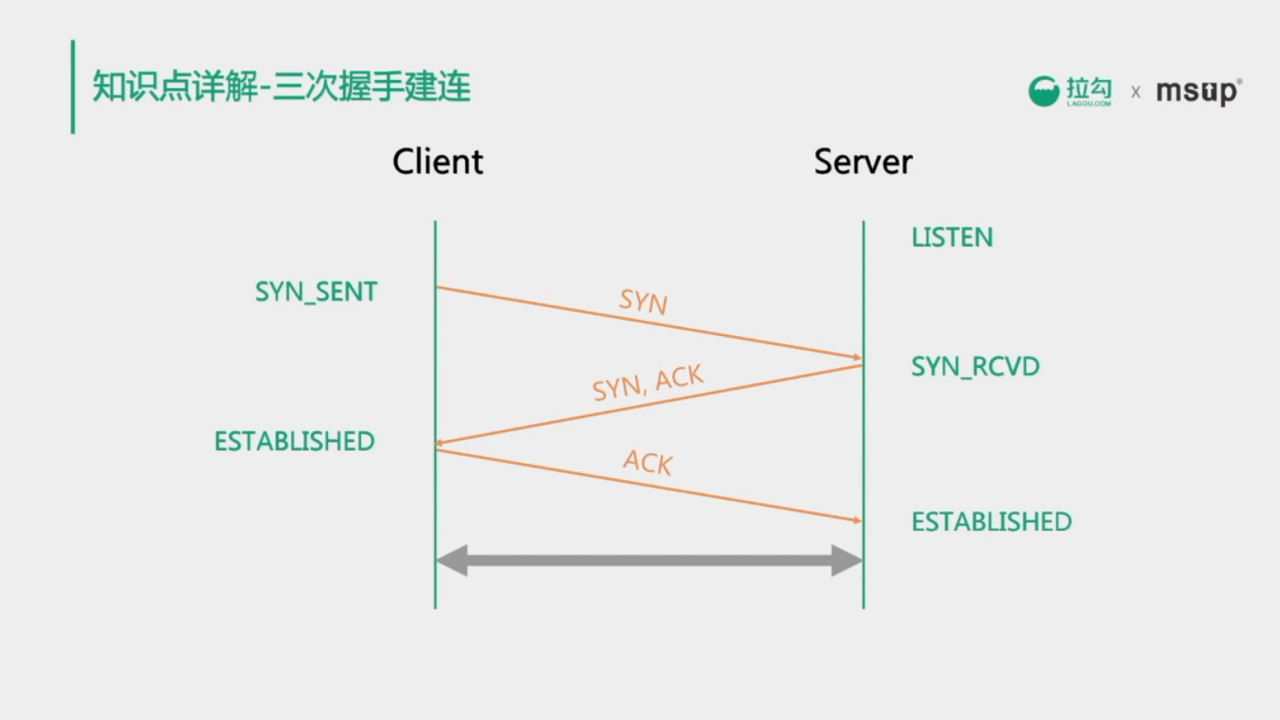 知识点详解-三次握手建连
拉勾 x msup®
LAGOU.COM
Client Server
LISTEN
SYN_SENT
SYN
SYN_RCVD
SYN, ACK
ESTABLISHED
ACK
ESTABLISHED